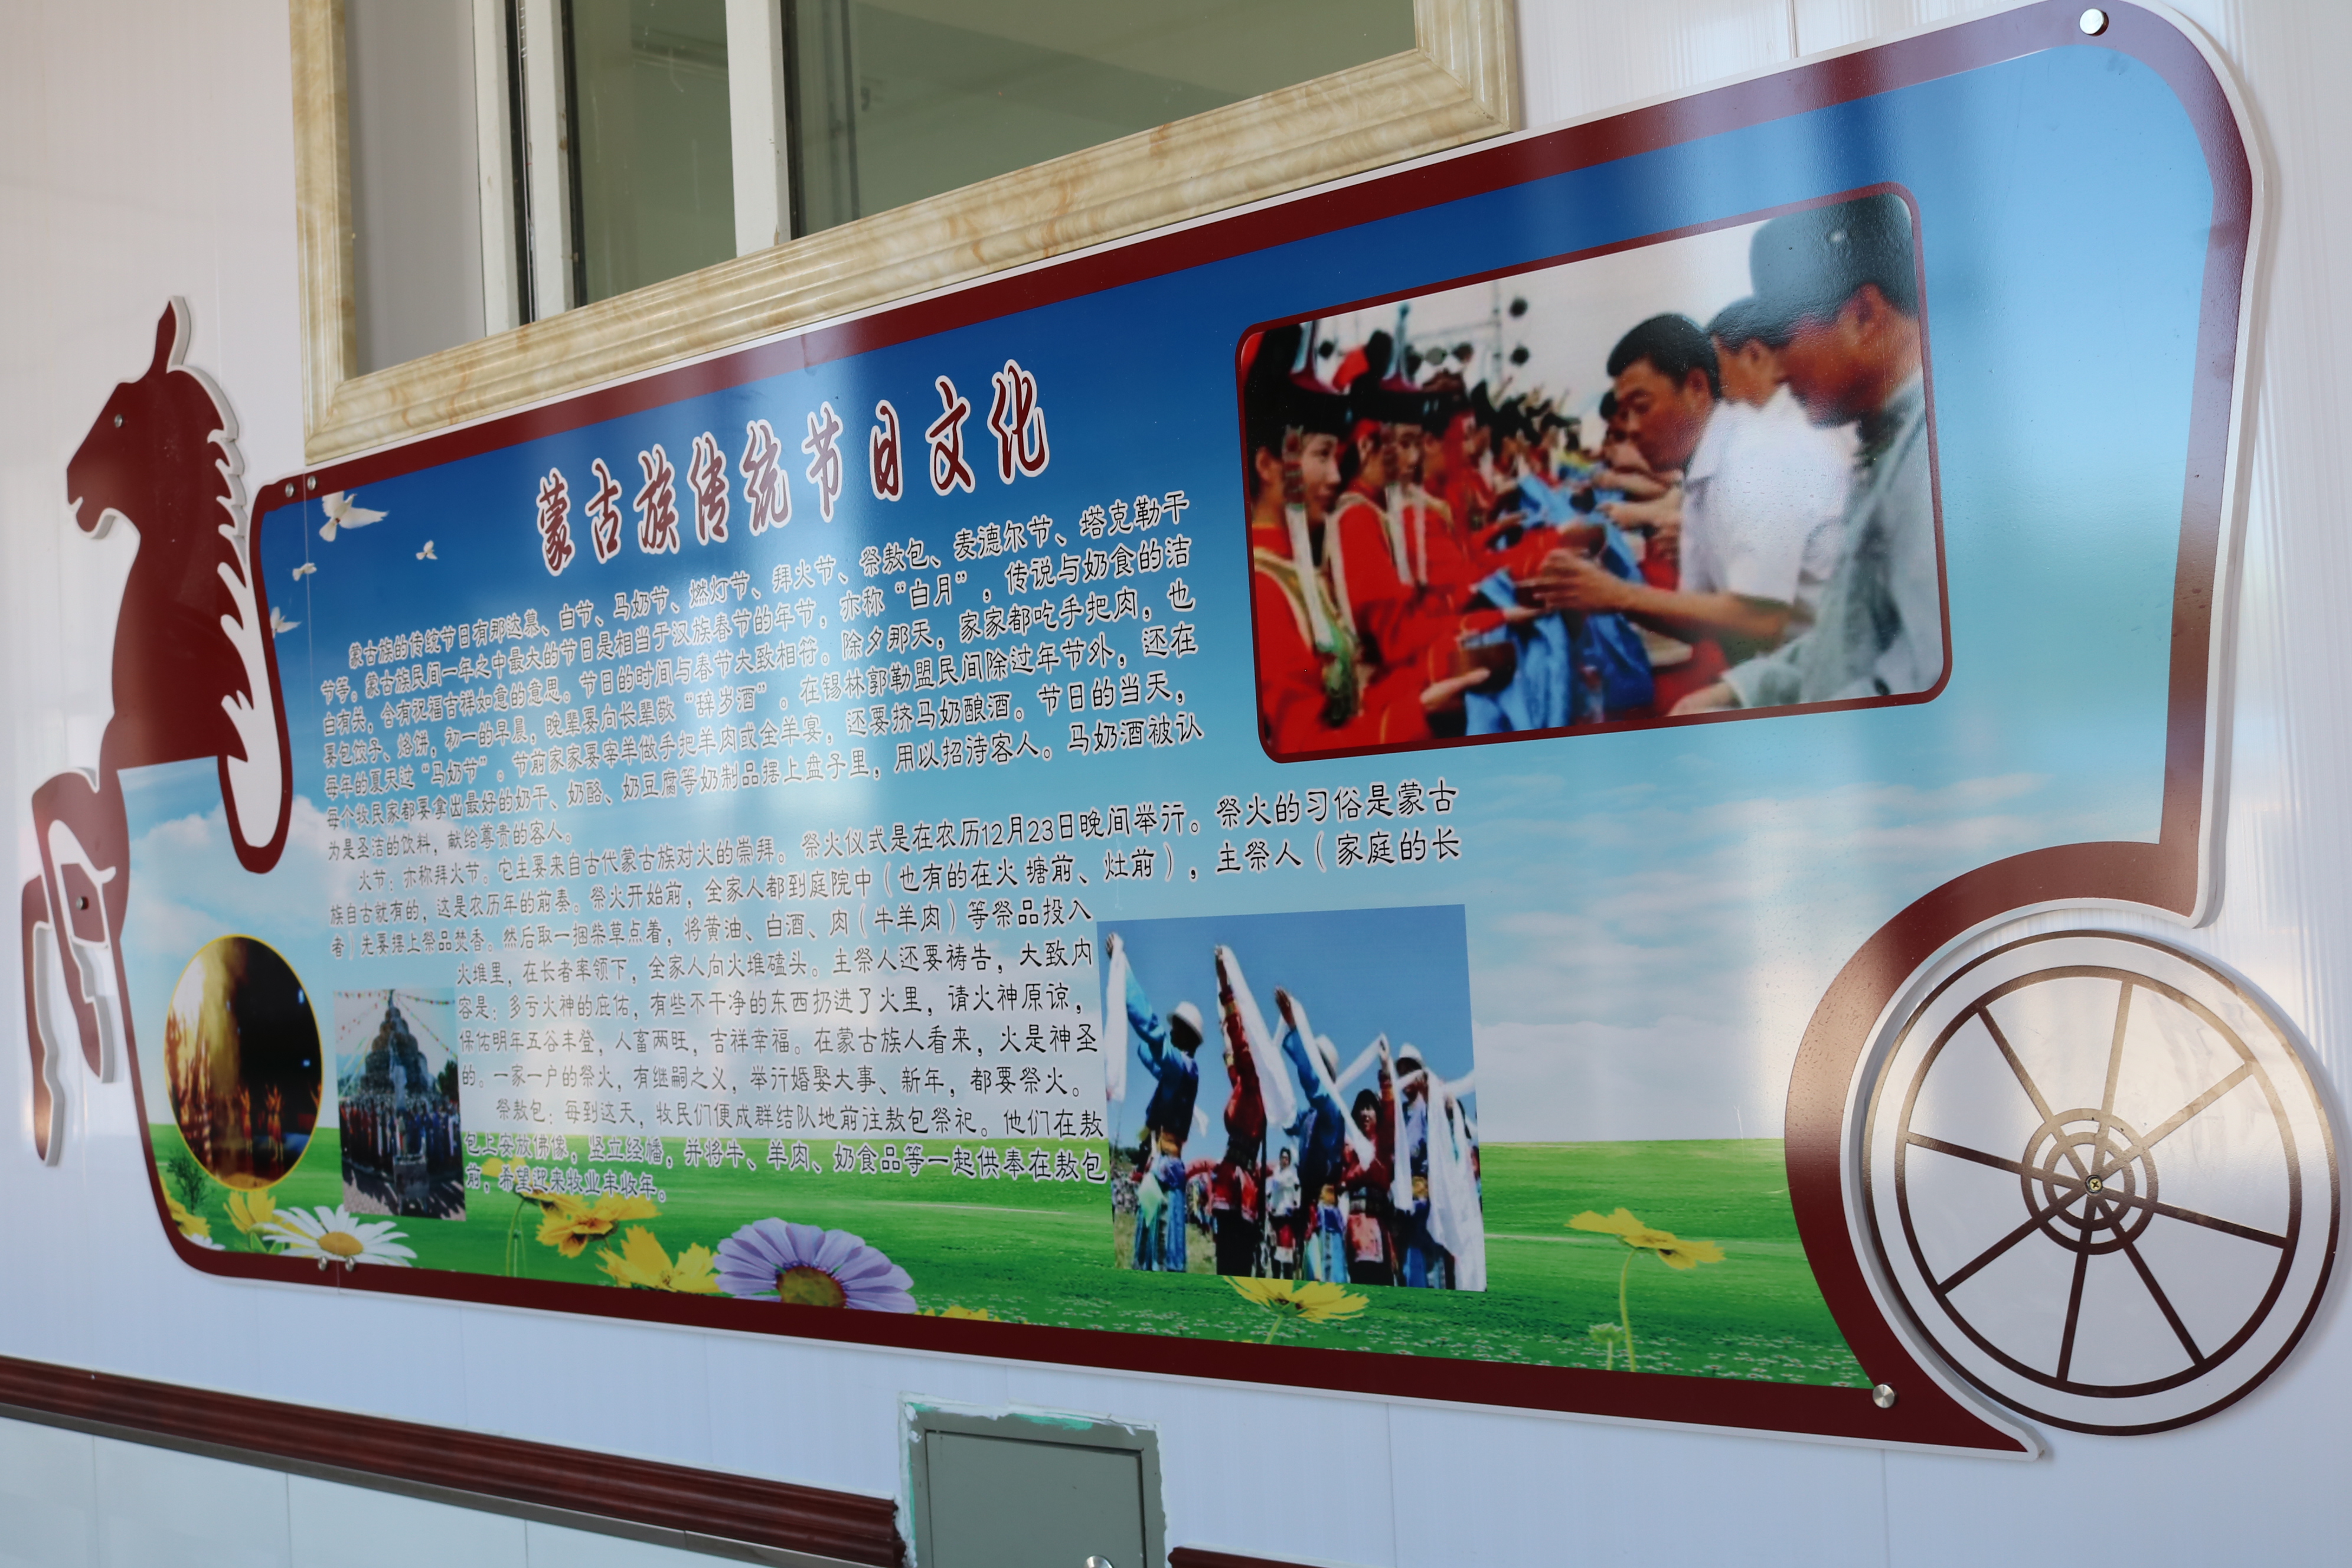 蒙古族传统节日文化
蒙古族的传统节日有那达慕、白节、马奶节、燃灯节、拜火节、祭敖包、麦德尔节、塔克勒干
节等。蒙古族民间一年之中最大的节日是相当于汉族春节的年节，亦称“白月”，传说与奶食的洁
白有关，含有祝福吉祥如意的意思。节日的时间与春节大致相符。除夕那天，家家都吃手把肉，也
要包饺子、烙饼，初一的早晨，晚辈要向长辈敬“辞岁酒”。在锡林郭勒盟民间除过年节外，还在
每年的夏天过“马奶节”。节前家家要宰羊做手把羊肉或全羊宴，还要挤马奶酿酒。节日的当天，
每个牧民家都要拿出最好的奶干、奶酪、奶豆腐等奶制品摆上盘子里，用以招待客人。马奶酒被认
为是圣洁的饮料，献给尊贵的客人。
火节：亦称拜火节。它主要来自古代蒙古族对火的崇拜。祭火仪式是在农历12月23日晚间举行。祭火的习俗是蒙古
族自古就有的，这是农历年的前奏。祭火开始前，全家人都到庭院中（也有的在火塘前、灶前），主祭人（家庭的长
者）先要摆上祭品焚香。然后取一捆柴草点着，将黄油、白酒、肉（牛羊肉）等祭品投入
火堆里，在长者率领下，全家人向火堆磕头。主祭人还要祷告，大致内
容是：多亏火神的庇佑，有些不干净的东西扔进了火里，请火神原谅，
保佑明年五谷丰登，人畜两旺，吉祥幸福。在蒙古族人看来，火是神圣
的。一家一户的祭火，有继嗣之义，举行婚娶大事、新年，都要祭火。
祭敖包：每到这天，牧民们便成群结队地前往敖包祭祀。他们在敖
包上安放佛像，竖立经幡，并将牛、羊肉、奶食品等一起供奉在敖包
前，希望迎来牧业丰收年。